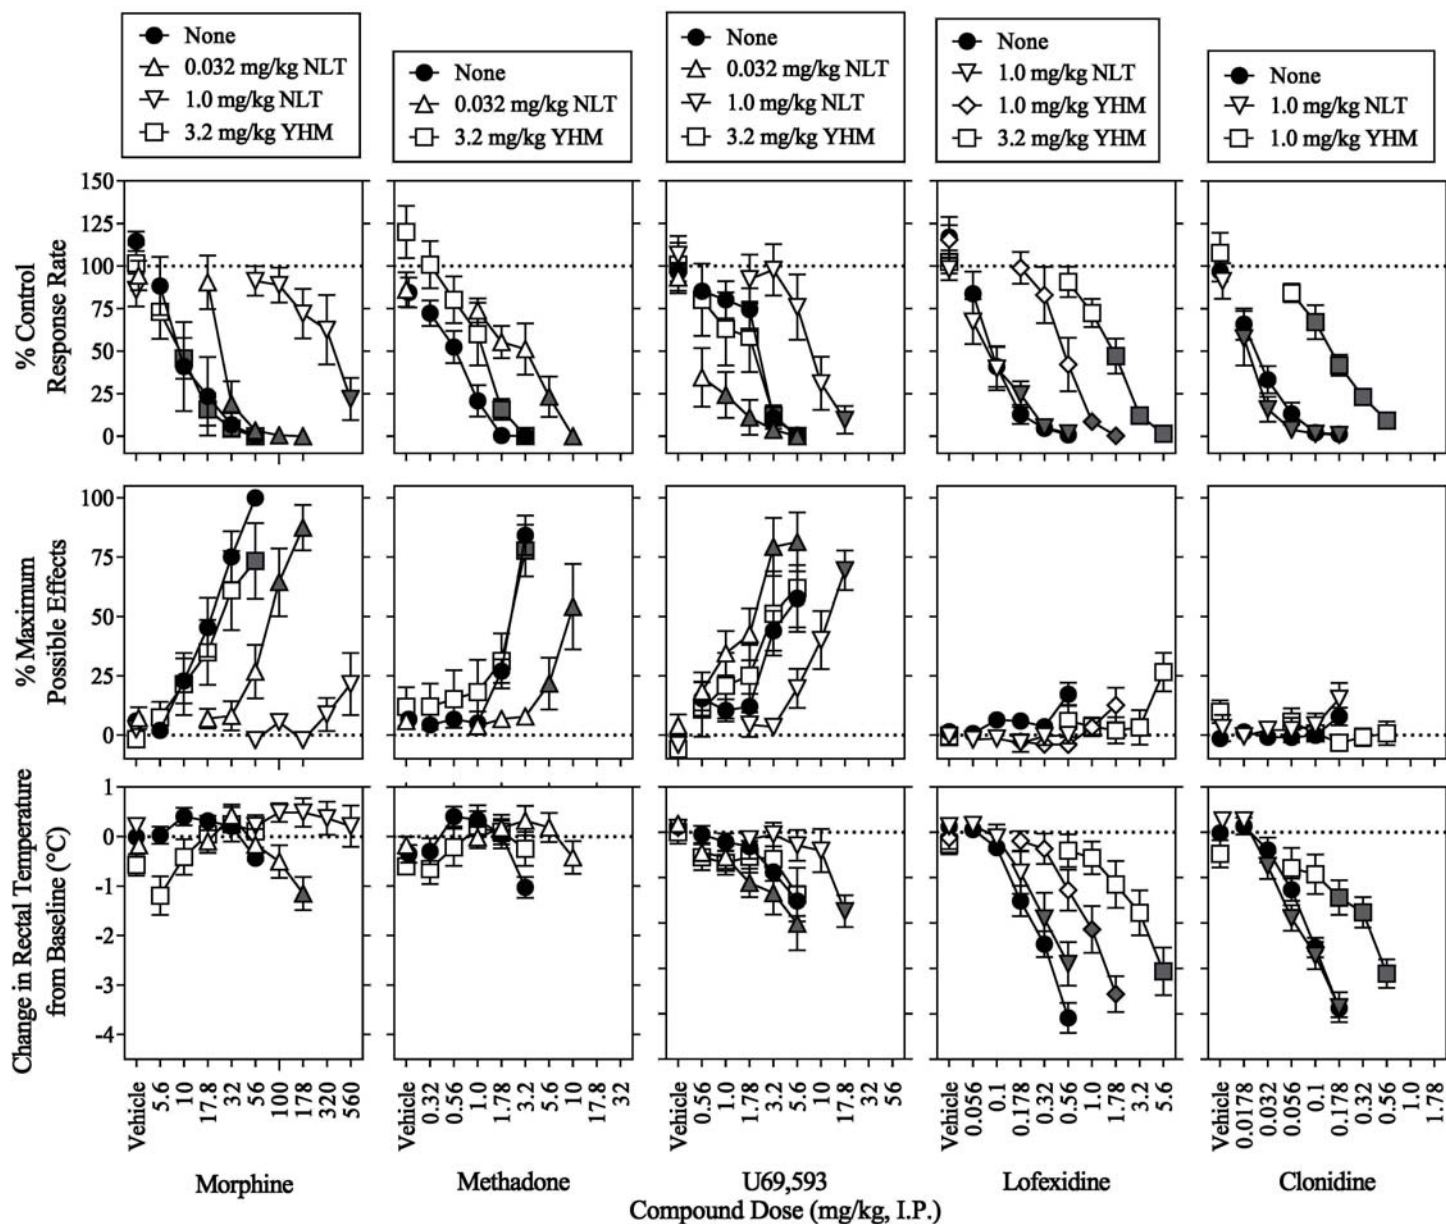 None
0.032 mg/kg NLT
1.0 mg/kg NLT
3.2 mg/kg YHM
None
0.032 mg/kg NLT
3.2 mg/kg YHM
None
0.032 mg/kg NLT
1.0 mg/kg NLT
3.2 mg/kg YHM
None
1.0 mg/kg NLT
1.0 mg/kg YHM
3.2 mg/kg YHM
None
1.0 mg/kg NLT
1.0 mg/kg YHM
% Control
Response Rate
150
125
100
75
50
25
0
% Maximum
Possible Effects
100
75
50
25
0
Change in Rectal Temperature
from Baseline (°C)
1
0
-1
-2
-3
-4
Vehicle 5.6 10 17.8 32 56 100 178 320 560
Vehicle 0.32 0.56 1.0 1.78 3.2 5.6 10 17.8 32
Vehicle 0.56 1.0 1.78 3.2 5.6 10 17.8 32 56
Vehicle 0.056 0.1 0.178 0.32 0.56 1.0 1.78 3.2 5.6
Vehicle 0.0178 0.032 0.056 0.1 0.178 0.32 0.56 1.0 1.78
Morphine
Methadone
U69,593
Lofexidine
Clonidine
Compound Dose (mg/kg, I.P.)